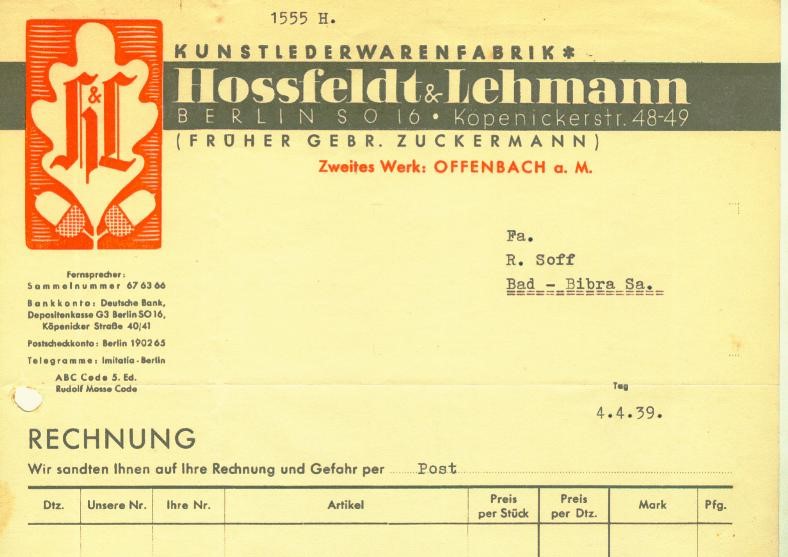 1555 H.
KUNSTLEDERWARENFABRIK*
h&L
Hossfeldt & Lehmann
BERLIN SO 16 • Köpenickerstr. 48-49
(FRÜHER GEBR. ZUCKERMANN)
Zweites Werk: OFFENBACH a. M.
Fa.
R. Soff
Bad - Bibra Sa.
Fernsprecher:
Sammelnummer 67 63 66
Bankkonto: Deutsche Bank,
Depositenkasse G3 Berlin SO 16,
Köpenicker Straße 40/41
Postscheckkonto: Berlin 190265
Telegramme: Imitatia-Berlin
ABC Code 5. Ed.
Rudolf Mosse Code
Tag
4.4.39.
RECHNUNG
Wir sandten Ihnen auf Ihre Rechnung und Gefahr per Post
Dtz. Unsere Nr. Ihre Nr. Artikel Preis per Stück Preis per Dtz. Mark Pfg.